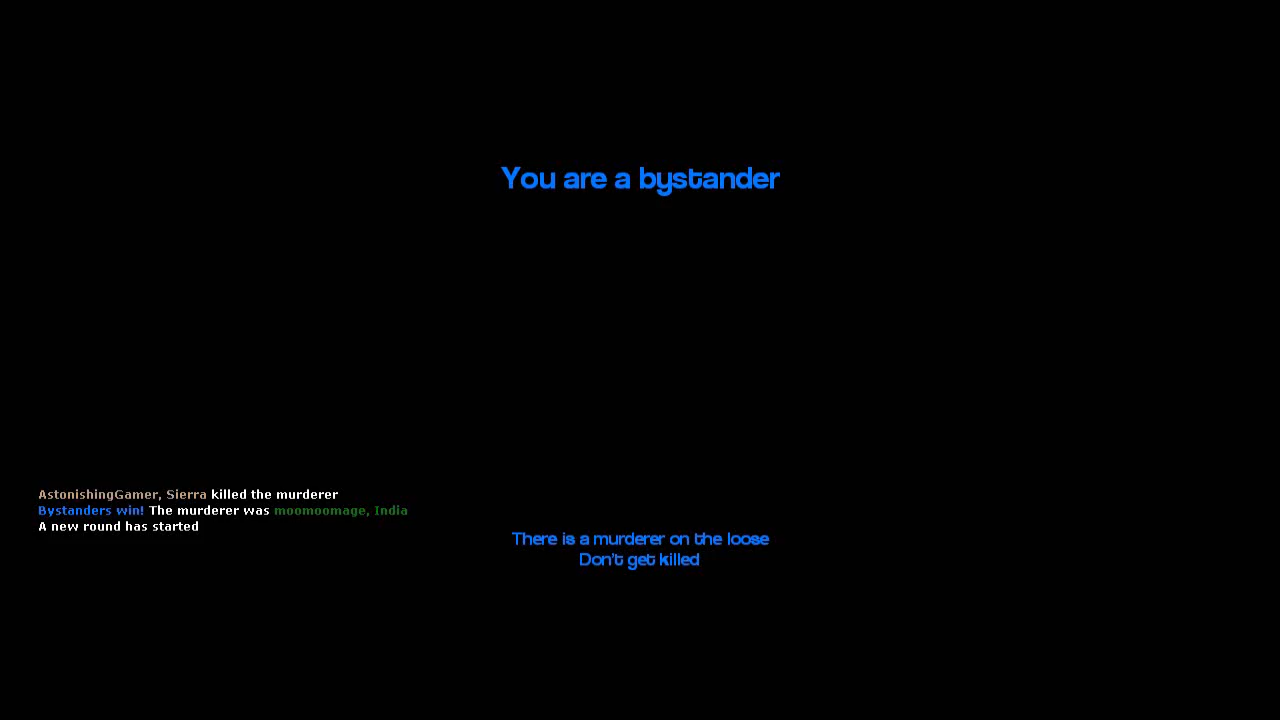 You are a bystander
AstonishingGamer, Sierra killed the murderer
Bystanders win! The murderer was moomoomage, India
A new round has started
There is a murderer on the loose
Don't get killed